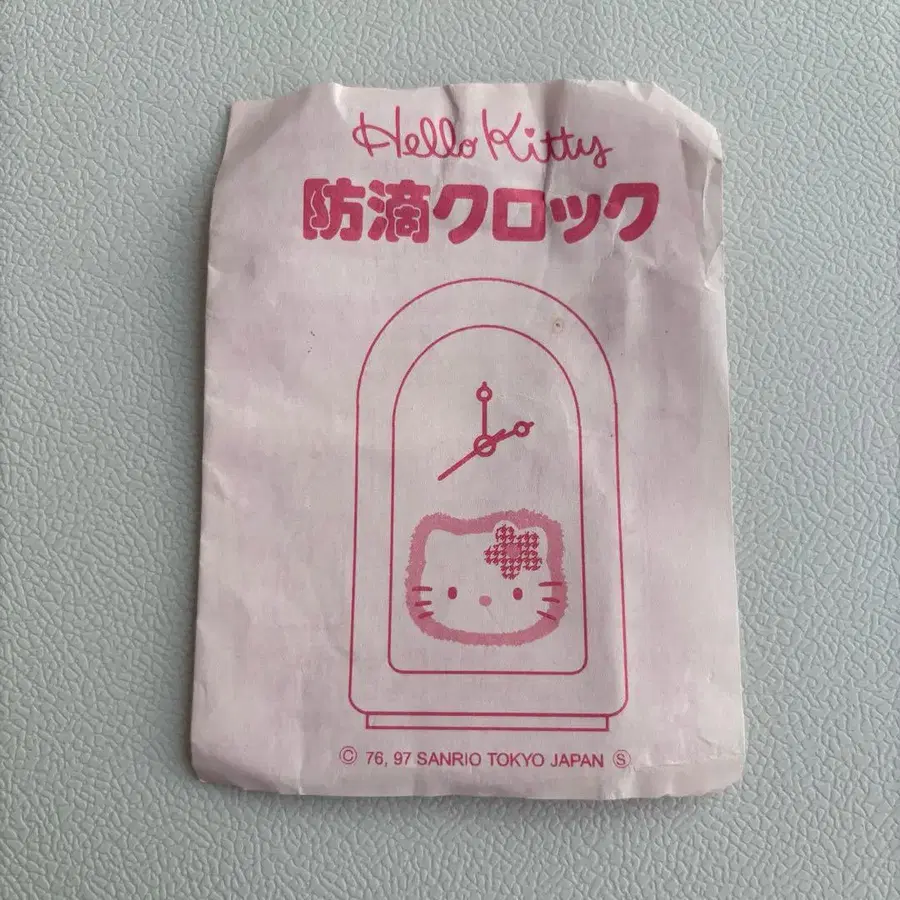 Hello Kitty
防滴クロック
© 76, 97 SANRIO TOKYO JAPAN Ⓢ